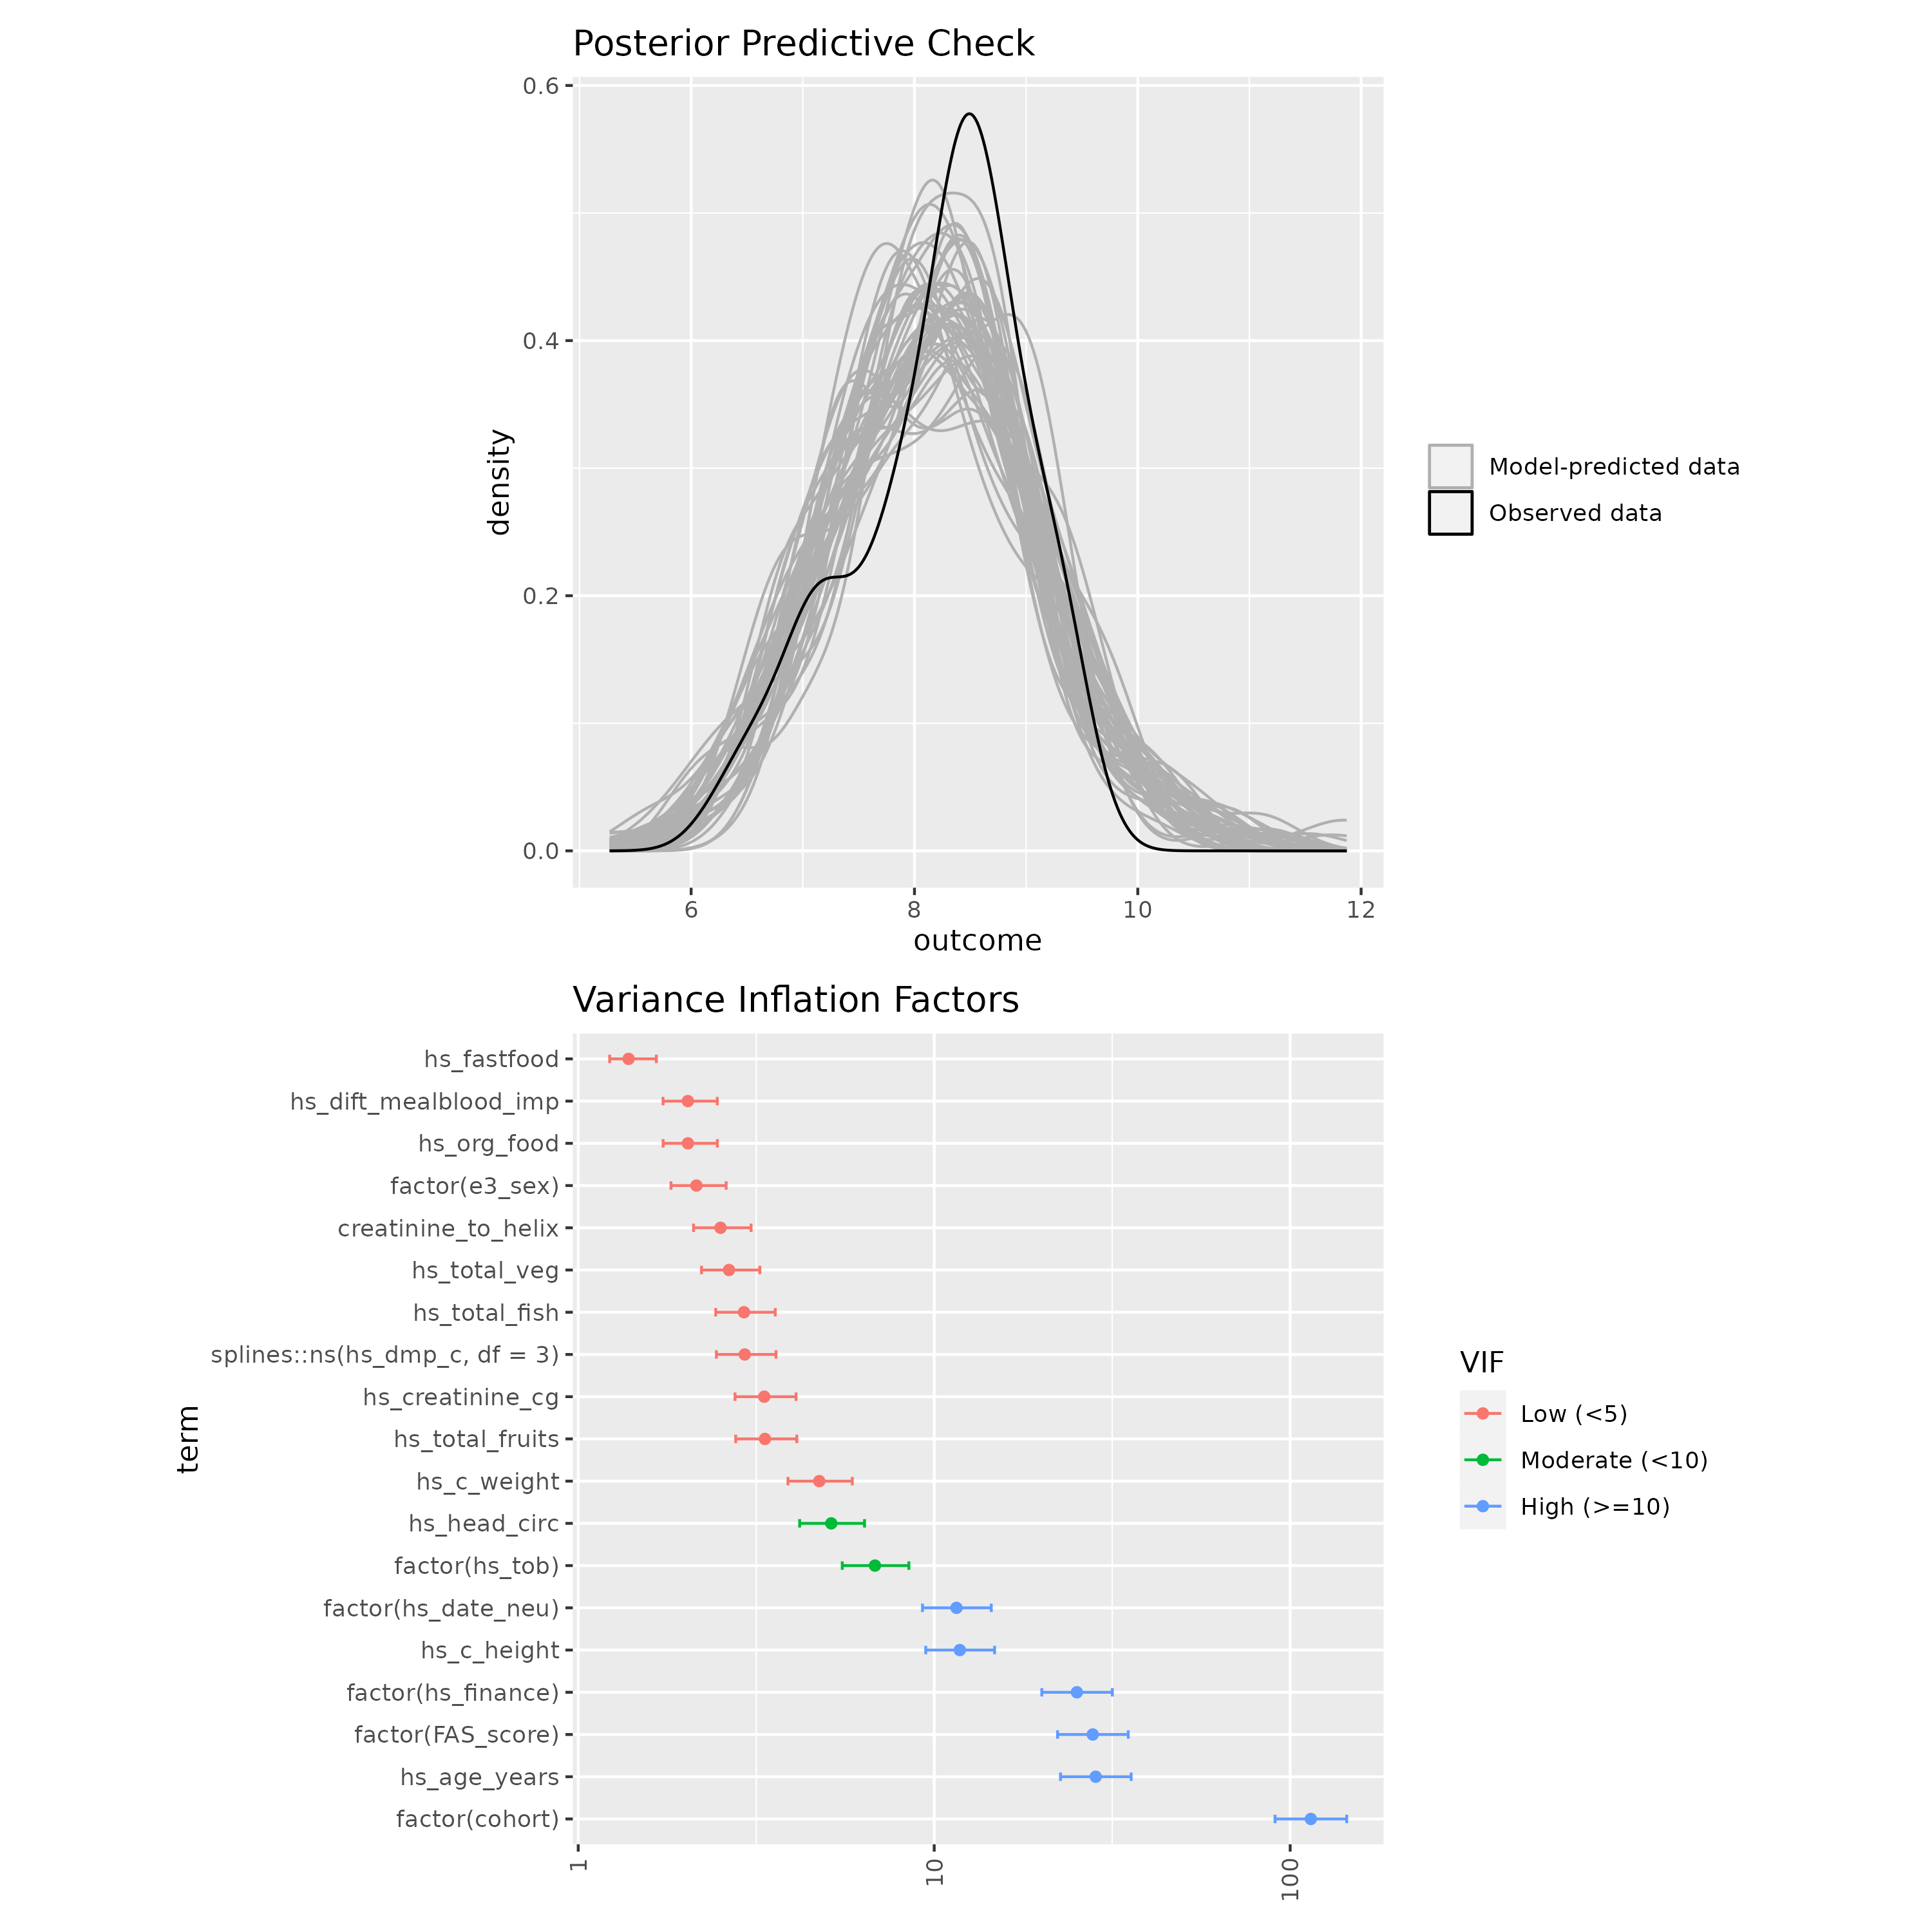 Posterior Predictive Check
0.6
0.4
0.2
0.0
density
6
8
10
12
outcome
Model-predicted data
Observed data
Variance Inflation Factors
hs_fastfood
hs_dift_mealblood_imp
hs_org_food
factor(e3_sex)
creatinine_to_helix
hs_total_veg
hs_total_fish
splines::ns(hs_dmp_c, df = 3)
hs_creatinine_cg
hs_total_fruits
hs_c_weight
hs_head_circ
factor(hs_tob)
factor(hs_date_neu)
hs_c_height
factor(hs_finance)
factor(FAS_score)
hs_age_years
factor(cohort)
term
1
10
100
VIF
Low (<5)
Moderate (<10)
High (>=10)